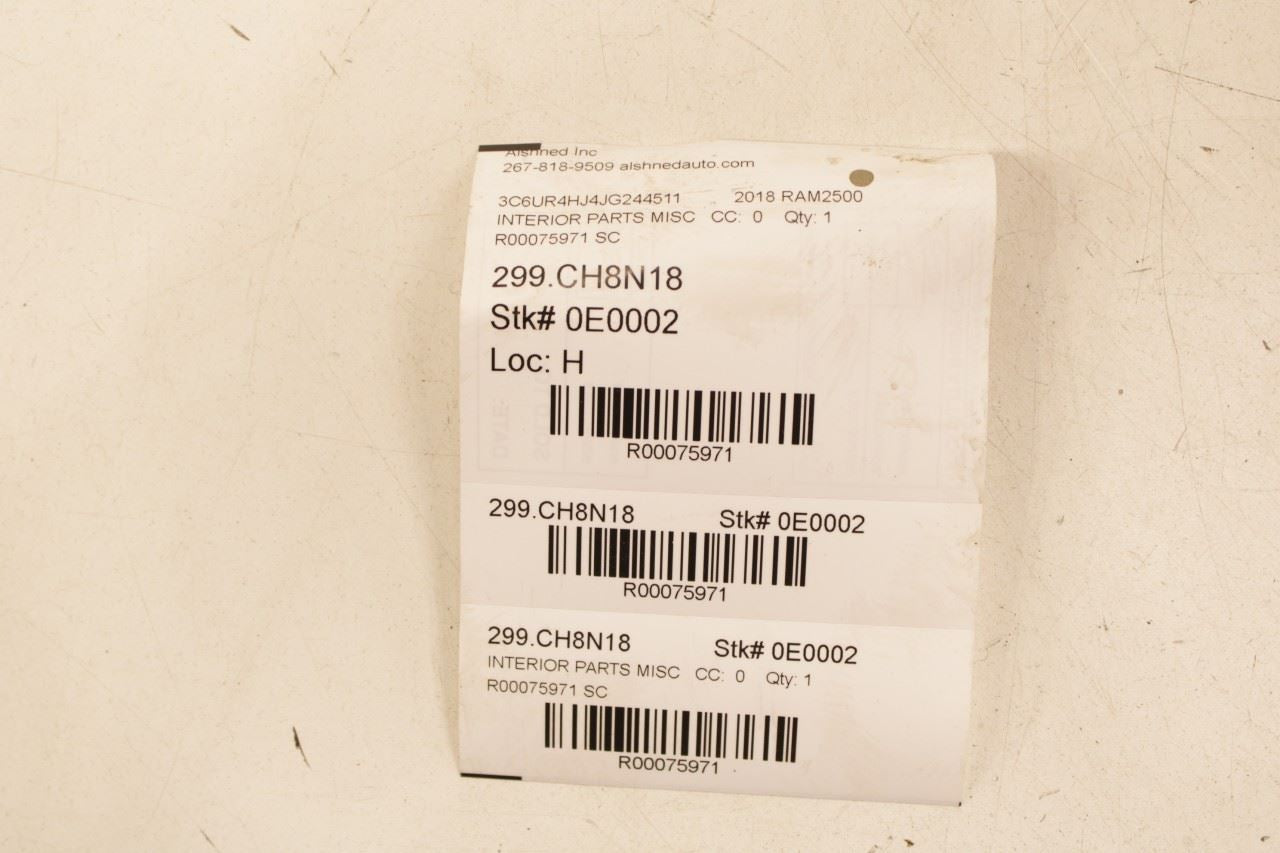 Alshned Inc
267-818-9509 alshnedauto.com
3C6UR4HJ4JG244511 2018 RAM2500
INTERIOR PARTS MISC CC: 0 Qty: 1
R00075971 SC
299.CH8N18
Stk# 0E0002
Loc: H
R00075971
299.CH8N18 Stk# 0E0002
R00075971
299.CH8N18 Stk# 0E0002
INTERIOR PARTS MISC CC: 0 Qty: 1
R00075971 SC
R00075971